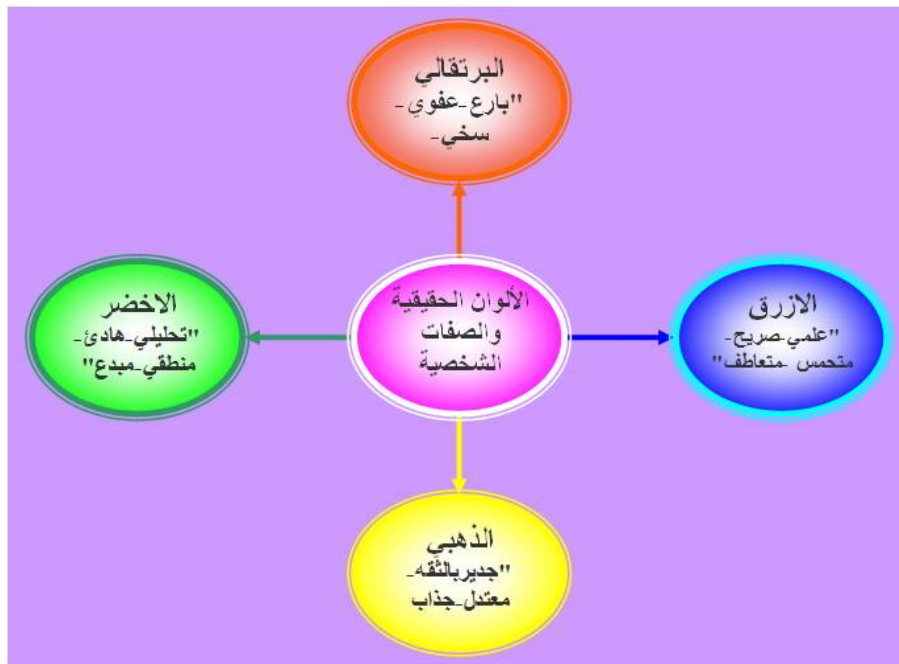 البرتقالي
"بارع-عفوي-
سخي-
الألوان الحقيقية
والصفات
الشخصية
الازرق
"علمي-صريح-
متحمس -متعاطف"
الاخضر
"تحليلي-هادئ-
منطقي-مبدع"
الذهبي
"جديربالثقه-
معتدل-جذاب